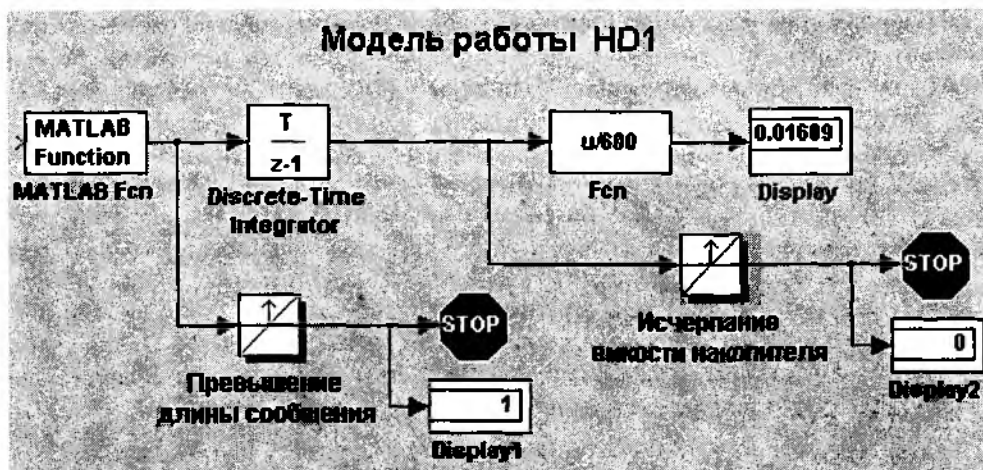 Модель работы HD1
MATLAB
Function
MATLAB Fcn
T
z-1
Discrete-Time
Integrator
u/600
Fcn
0.01609
Display
STOP
Превышение
длины сообщения
1
Display1
Исчерпание
емкости накопителя
STOP
0
Display2